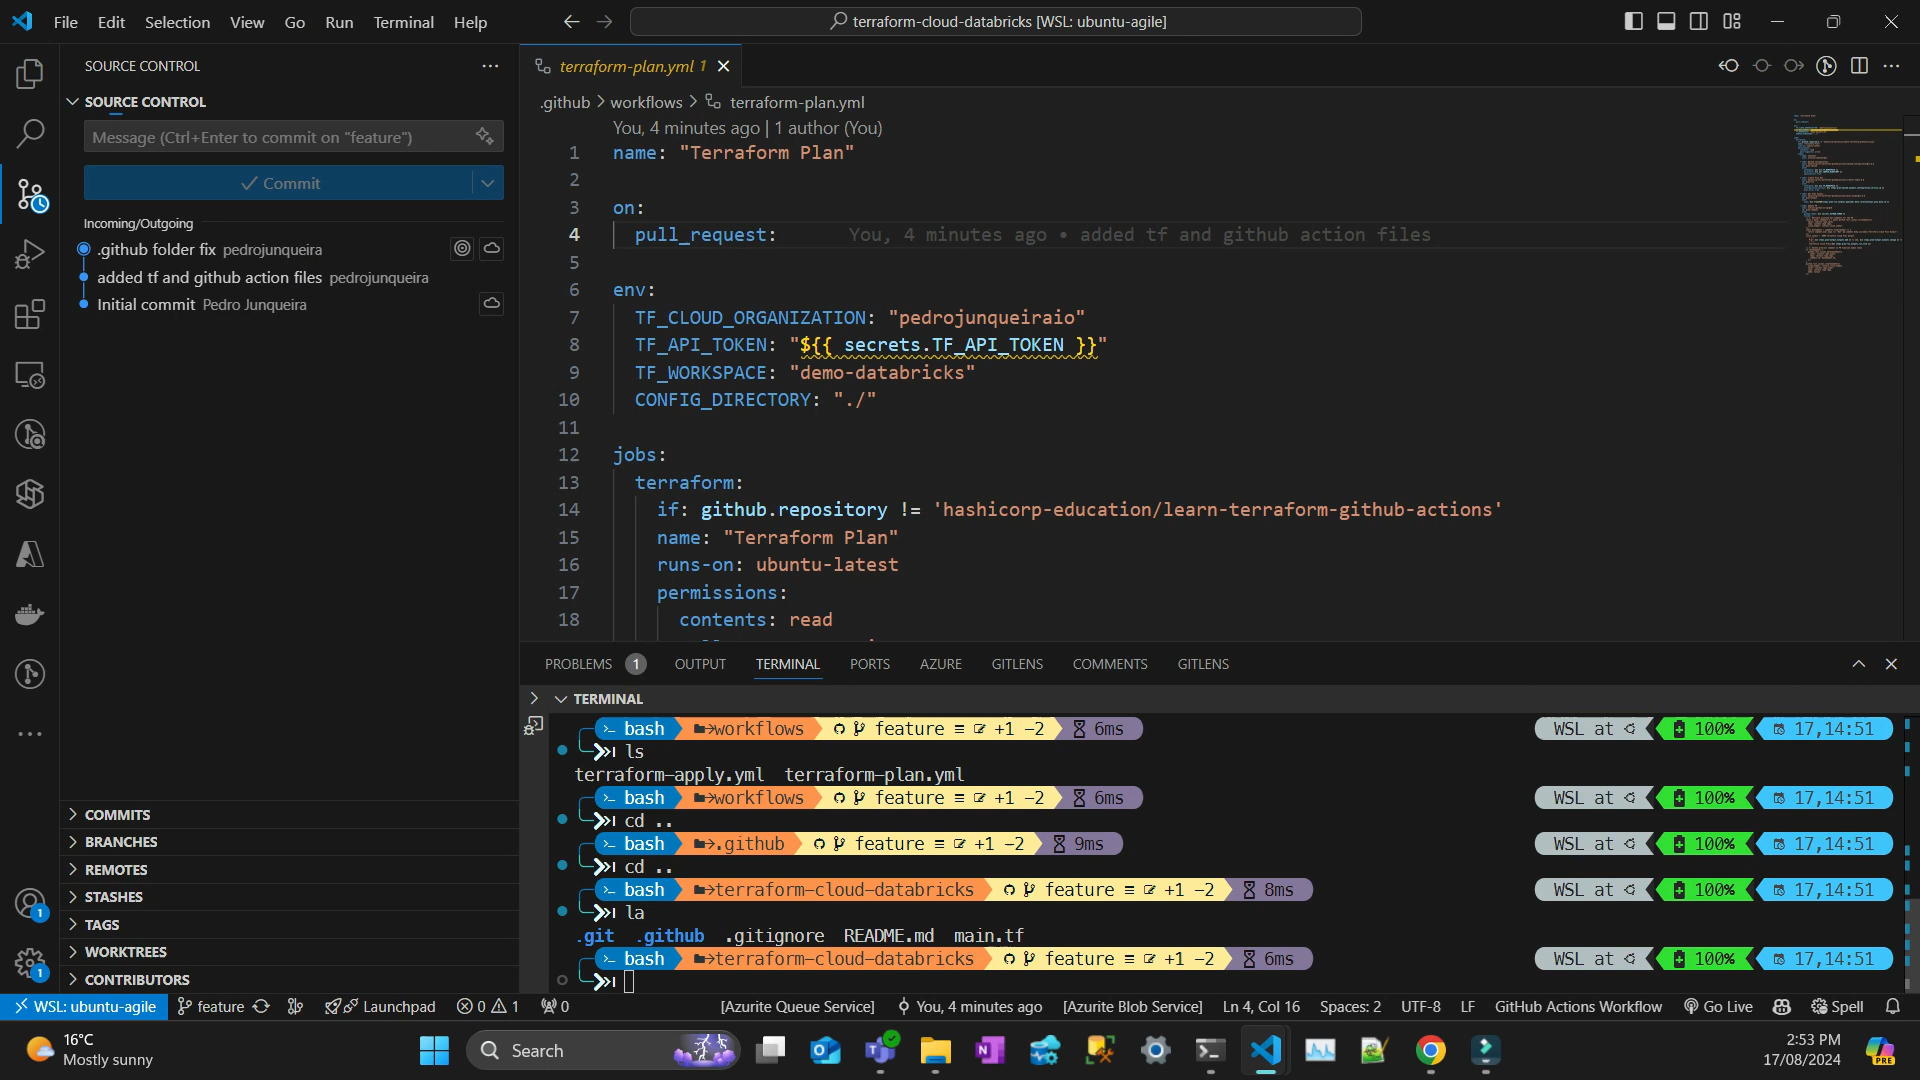 File Edit Selection View Go Run Terminal Help
terraform-cloud-databricks [WSL: ubuntu-agile]
SOURCE CONTROL
SOURCE CONTROL
Message (Ctrl+Enter to commit on "feature")
Commit
Incoming/Outgoing
.github folder fix pedrojunqueira
added tf and github action files pedrojunqueira
Initial commit Pedro Junqueira
COMMITS
BRANCHES
REMOTES
STASHES
TAGS
WORKTREES
CONTRIBUTORS
1
1
terraform-plan.yml 1
.github > workflows > terraform-plan.yml
You, 4 minutes ago | 1 author (You)
1 name: "Terraform Plan"
2
3 on:
4 pull_request: You, 4 minutes ago • added tf and github action files
5
6 env:
7 TF_CLOUD_ORGANIZATION: "pedrojunqueiraio"
8 TF_API_TOKEN: "${{ secrets.TF_API_TOKEN }}"
9 TF_WORKSPACE: "demo-databricks"
10 CONFIG_DIRECTORY: "./"
11
12 jobs:
13 terraform:
14 if: github.repository != 'hashicorp-education/learn-terraform-github-actions'
15 name: "Terraform Plan"
16 runs-on: ubuntu-latest
17 permissions:
18 contents: read
PROBLEMS 1 OUTPUT TERMINAL PORTS AZURE GITLENS COMMENTS GITLENS
TERMINAL
bash workflows feature ≡ +1 -2 6ms WSL at 100% 17,14:51
ls
terraform-apply.yml terraform-plan.yml
bash workflows feature ≡ +1 -2 6ms WSL at 100% 17,14:51
cd ..
bash .github feature ≡ +1 -2 9ms WSL at 100% 17,14:51
cd ..
bash terraform-cloud-databricks feature ≡ +1 -2 8ms WSL at 100% 17,14:51
la
.git .github .gitignore README.md main.tf
bash terraform-cloud-databricks feature ≡ +1 -2 6ms WSL at 100% 17,14:51
WSL: ubuntu-agile feature Launchpad 0 1 0 [Azurite Queue Service] You, 4 minutes ago [Azurite Blob Service] Ln 4, Col 16 Spaces: 2 UTF-8 LF GitHub Actions Workflow Go Live Spell
16°C
Mostly sunny
Search
2:53 PM
17/08/2024
PRE